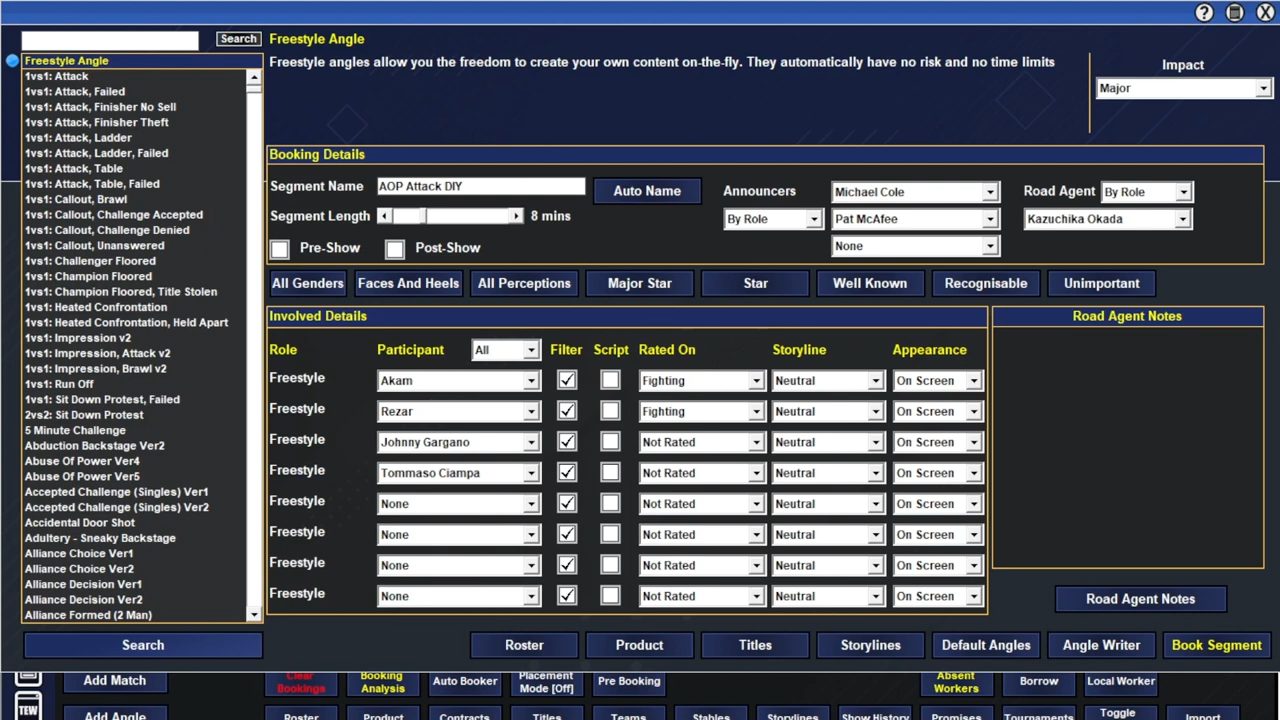 ?
X
Search
Freestyle Angle
Freestyle angles allow you the freedom to create your own content on-the-fly. They automatically have no risk and no time limits
Impact
Major
Freestyle Angle
1vs1: Attack
1vs1: Attack, Failed
1vs1: Attack, Finisher No Sell
1vs1: Attack, Finisher Theft
1vs1: Attack, Ladder
1vs1: Attack, Ladder, Failed
1vs1: Attack, Table
1vs1: Attack, Table, Failed
1vs1: Callout, Brawl
1vs1: Callout, Challenge Accepted
1vs1: Callout, Challenge Denied
1vs1: Callout, Unanswered
1vs1: Challenger Floored
1vs1: Champion Floored
1vs1: Champion Floored, Title Stolen
1vs1: Heated Confrontation
1vs1: Heated Confrontation, Held Apart
1vs1: Impression v2
1vs1: Impression, Attack v2
1vs1: Impression, Brawl v2
1vs1: Run Off
1vs1: Sit Down Protest, Failed
2vs2: Sit Down Protest
5 Minute Challenge
Abduction Backstage Ver2
Abuse Of Power Ver4
Abuse Of Power Ver5
Accepted Challenge (Singles) Ver1
Accepted Challenge (Singles) Ver2
Accidental Door Shot
Adultery - Sneaky Backstage
Alliance Choice Ver1
Alliance Choice Ver2
Alliance Decision Ver1
Alliance Decision Ver2
Alliance Formed (2 Man)
Search
Booking Details
Segment Name AOP Attack DIY Auto Name Announcers Michael Cole Road Agent By Role
Segment Length 8 mins By Role Pat McAfee Kazuchika Okada
Pre-Show Post-Show None
All Genders Faces And Heels All Perceptions Major Star Star Well Known Recognisable Unimportant
Involved Details
Role Participant All Filter Script Rated On Storyline Appearance
Freestyle Akam Fighting Neutral On Screen
Freestyle Rezar Fighting Neutral On Screen
Freestyle Johnny Gargano Not Rated Neutral On Screen
Freestyle Tommaso Ciampa Not Rated Neutral On Screen
Freestyle None Not Rated Neutral On Screen
Freestyle None Not Rated Neutral On Screen
Freestyle None Not Rated Neutral On Screen
Freestyle None Not Rated Neutral On Screen
Road Agent Notes
Road Agent Notes
Roster Product Titles Storylines Default Angles Angle Writer Book Segment
Add Match
Clear
Bookings
Booking
Analysis
Auto Booker
Placement
Mode [Off]
Pre Booking
Absent
Workers
Borrow
Local Worker
TEW
Add Angle
Roster Product Contracts Titles Teams Stables Storylines Show History Promises Tournaments
Toggle
Import